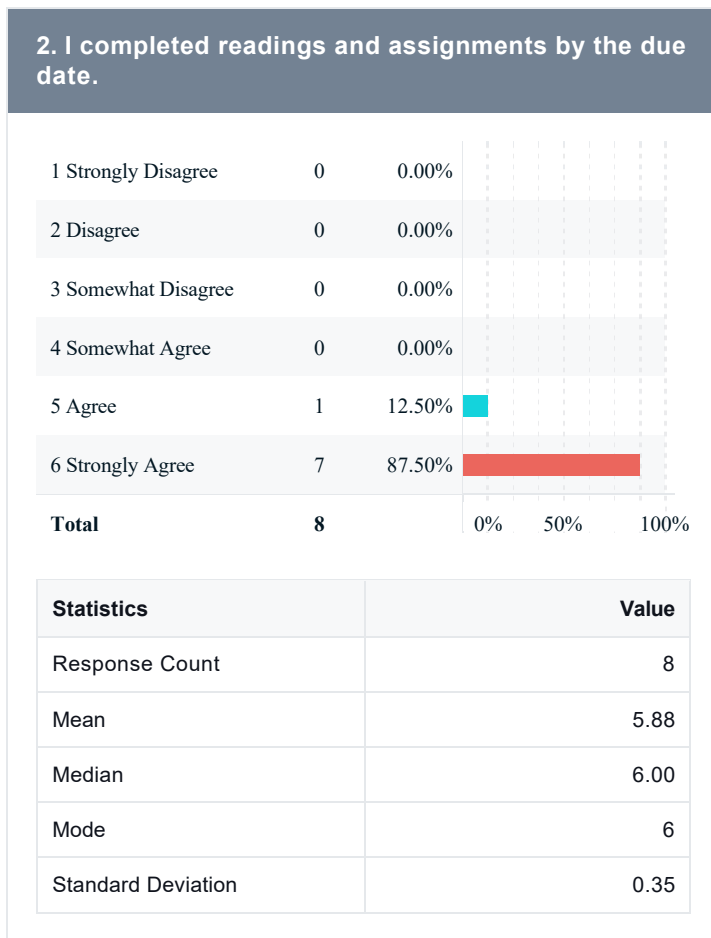 2. I completed readings and assignments by the due
date.
1 Strongly Disagree 0 0.00%
2 Disagree 0 0.00%
3 Somewhat Disagree 0 0.00%
4 Somewhat Agree 0 0.00%
5 Agree 1 12.50%
6 Strongly Agree 7 87.50%
Total 8 0% 50% 100%
Statistics Value
Response Count 8
Mean 5.88
Median 6.00
Mode 6
Standard Deviation 0.35